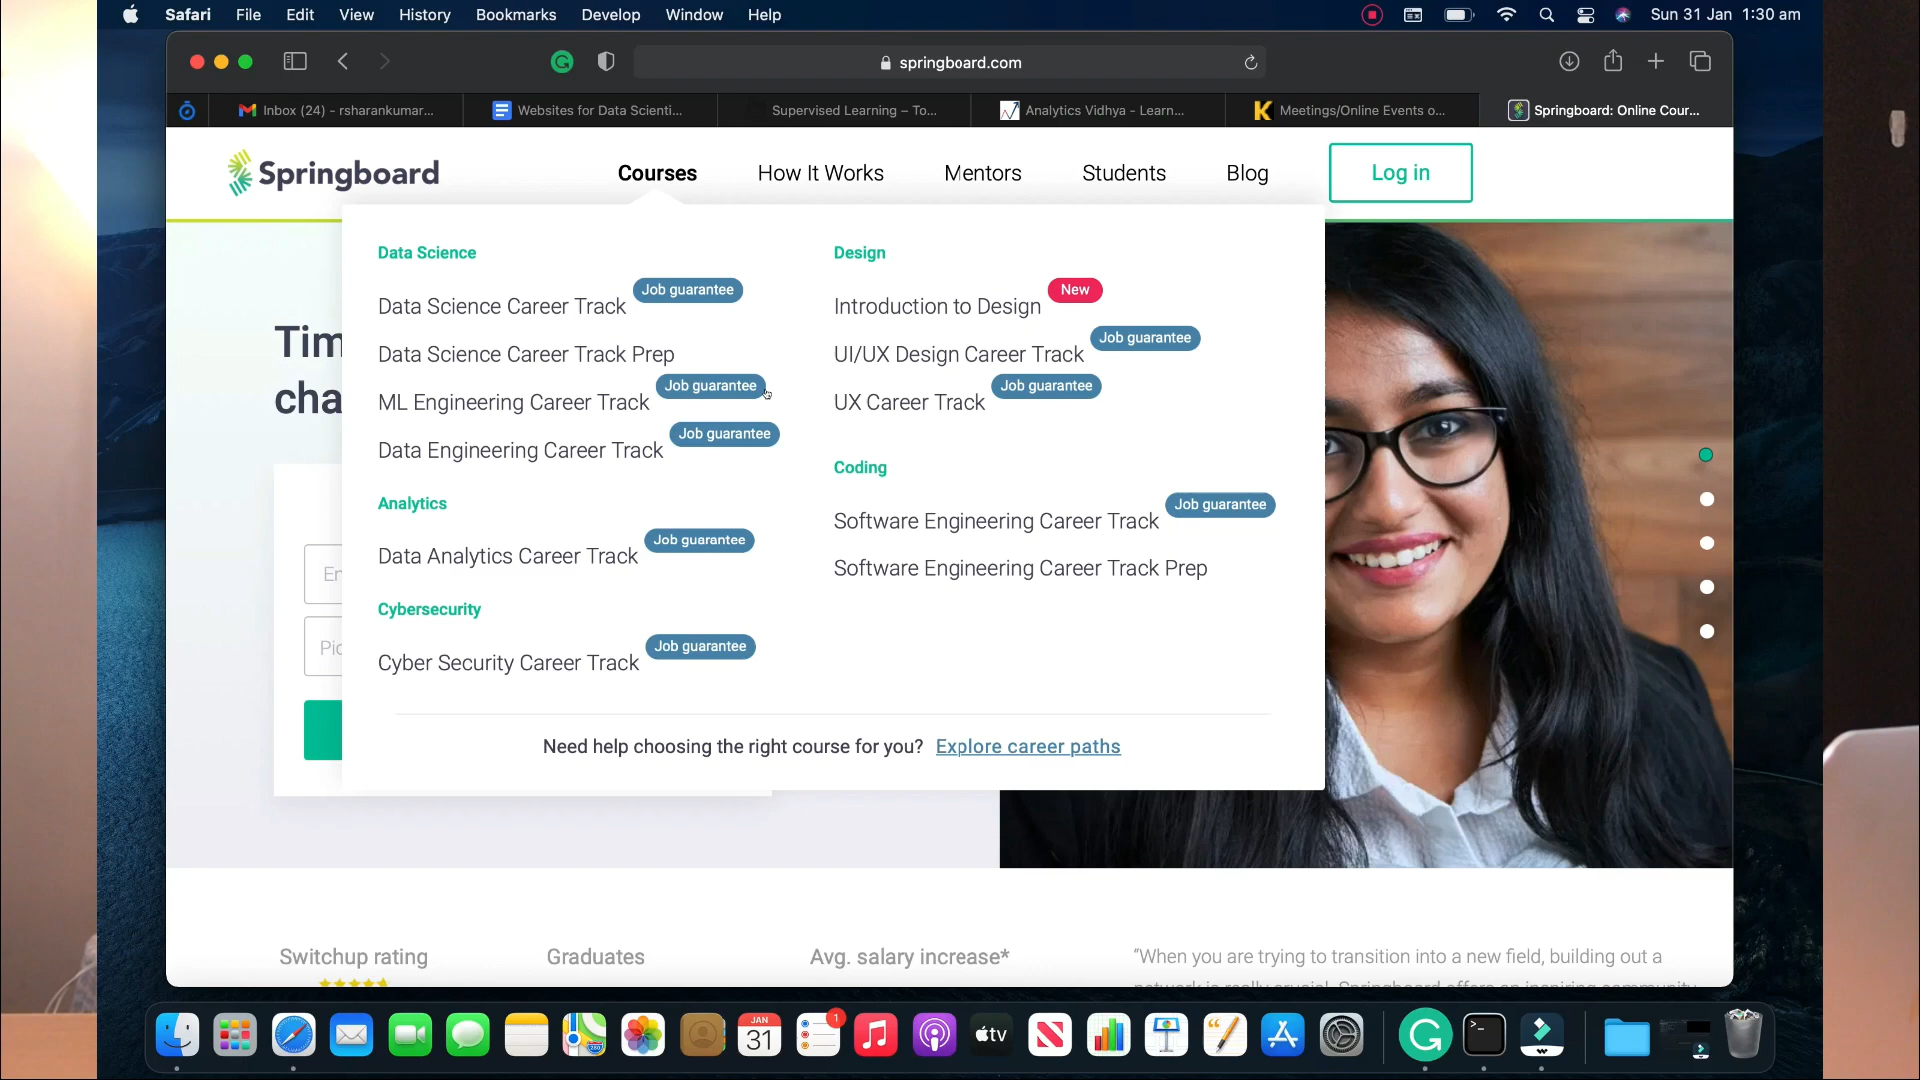 Safari File Edit View History Bookmarks Develop Window Help Sun 31 Jan 1:30 am
springboard.com
Inbox (24) - rsharankumar... Websites for Data Scienti... Supervised Learning – To... Analytics Vidhya - Learn... Meetings/Online Events o... Springboard: Online Cour...
Springboard Courses How It Works Mentors Students Blog Log in
Data Science
Data Science Career Track Job guarantee
Data Science Career Track Prep
ML Engineering Career Track Job guarantee
Data Engineering Career Track Job guarantee
Analytics
Data Analytics Career Track Job guarantee
Cybersecurity
Cyber Security Career Track Job guarantee
Design
Introduction to Design New
UI/UX Design Career Track Job guarantee
UX Career Track Job guarantee
Coding
Software Engineering Career Track Job guarantee
Software Engineering Career Track Prep
Need help choosing the right course for you? Explore career paths
Tim
cha
Switchup rating Graduates Avg. salary increase*
"When you are trying to transition into a new field, building out a
JAN
31
1
tv
280